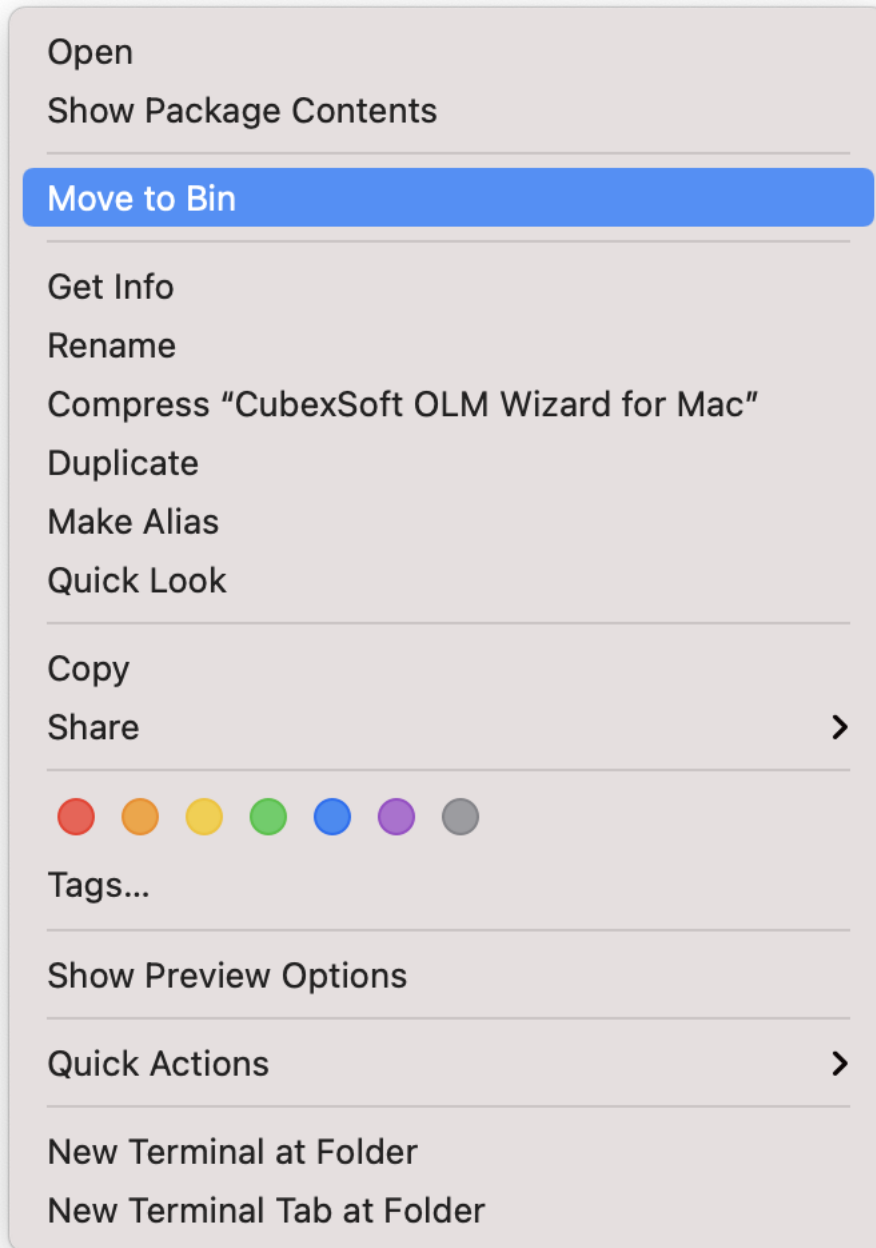 Open
Show Package Contents
Move to Bin
Get Info
Rename
Compress “CubexSoft OLM Wizard for Mac”
Duplicate
Make Alias
Quick Look
Copy
Share
Tags...
Show Preview Options
Quick Actions
New Terminal at Folder
New Terminal Tab at Folder